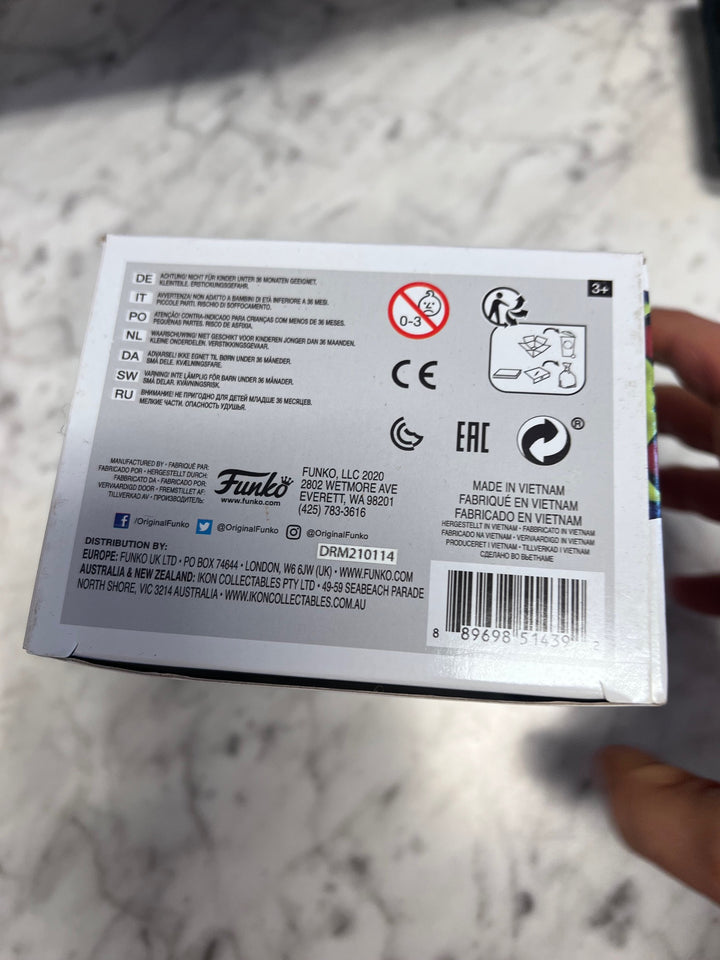 3+
DE ACHTUNG! NICHT FÜR KINDER UNTER 36 MONATEN GEEIGNET.
KLEINTEILE. ERSTICKUNGSGEFAHR.
IT AVVERTENZA! NON ADATTO A BAMBINI DI ETÀ INFERIORE A 36 MESI.
PICCOLE PARTI. RISCHIO DI SOFFOCAMENTO.
PO ATENÇÃO! CONTRA-INDICADO PARA CRIANÇAS COM MENOS DE 36 MESES.
PEQUENAS PARTES. RISCO DE ASFIXIA.
NL WAARSCHUWING! NIET GESCHIKT VOOR KINDEREN JONGER DAN 36 MAANDEN.
KLEINE ONDERDELEN. VERSTIKKINGSGEVAAR.
DA ADVARSEL! IKKE EGNET TIL BØRN UNDER 36 MÅNEDER.
SMÅ DELE. KVÆLNINGSFARE.
SW VARNING! INTE LÄMPLIG FÖR BARN UNDER 36 MÅNADER.
SMÅ DELAR. KVÄVNINGSRISK.
RU ВНИМАНИЕ! НЕ ПРИГОДНО ДЛЯ ДЕТЕЙ МЛАДШЕ 36 МЕСЯЦЕВ.
МЕЛКИЕ ЧАСТИ. ОПАСНОСТЬ УДУШЬЯ.
0-3
CE
EAC
®
MANUFACTURED BY • FABRIQUÉ PAR:
FABRICADO POR • HERGESTELLT DURCH:
FABBRICATO DA • FABRICADO POR:
VERVAARDIGD DOOR • FREMSTILLET AF:
TILLVERKAD AV • ПРОИЗВОДИТЕЛЬ:
Funko
www.funko.com
FUNKO, LLC 2020
2802 WETMORE AVE
EVERETT, WA 98201
(425) 783-3616
/OriginalFunko @OriginalFunko @OriginalFunko
DRM210114
DISTRIBUTION BY:
EUROPE: FUNKO UK LTD • PO BOX 74644 • LONDON, W6 6JW (UK) • WWW.FUNKO.COM
AUSTRALIA & NEW ZEALAND: IKON COLLECTABLES PTY LTD • 49-59 SEABEACH PARADE
NORTH SHORE, VIC 3214 AUSTRALIA • WWW.IKONCOLLECTABLES.COM.AU
MADE IN VIETNAM
FABRIQUÉ EN VIETNAM
FABRICADO EN VIETNAM
HERGESTELLT IN VIETNAM • FABBRICATO IN VIETNAM
FABRICADO NA VIETNAM • VERVAARDIGD IN VIETNAM
PRODUCERET I VIETNAM • TILLVERKAD I VIETNAM
СДЕЛАНО ВО ВЬЕТНАМЕ
8 89698 51439 2